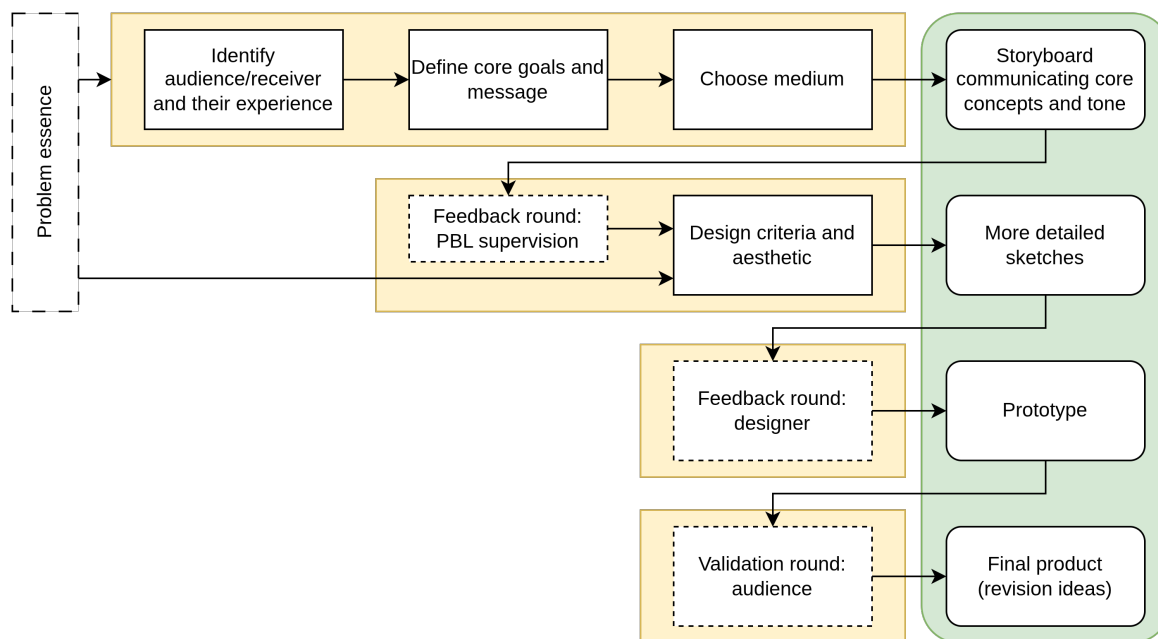 Problem essence
Identify
audience/receiver
and their experience
Define core goals and
message
Choose medium
Storyboard
communicating core
concepts and tone
Feedback round:
PBL supervision
Design criteria and
aesthetic
More detailed
sketches
Feedback round:
designer
Prototype
Validation round:
audience
Final product
(revision ideas)